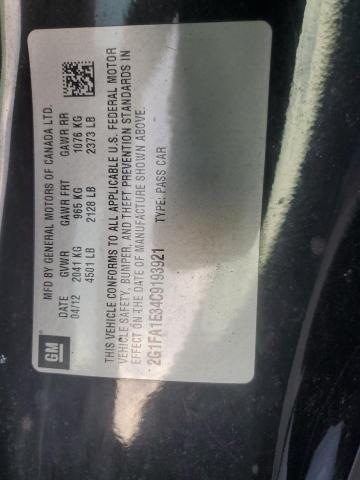 MFD BY GENERAL MOTORS OF CANADA LTD.
DATE GVWR GAWR FRT GAWR RR
04/12 2041 KG 965 KG 1076 KG
4501 LB 2128 LB 2373 LB
THIS VEHICLE CONFORMS TO ALL APPLICABLE U.S. FEDERAL MOTOR
VEHICLE SAFETY, BUMPER, AND THEFT PREVENTION STANDARDS IN
EFFECT ON THE DATE OF MANUFACTURE SHOWN ABOVE.
2G1FA1E34C9193921 TYPE: PASS CAR
GM